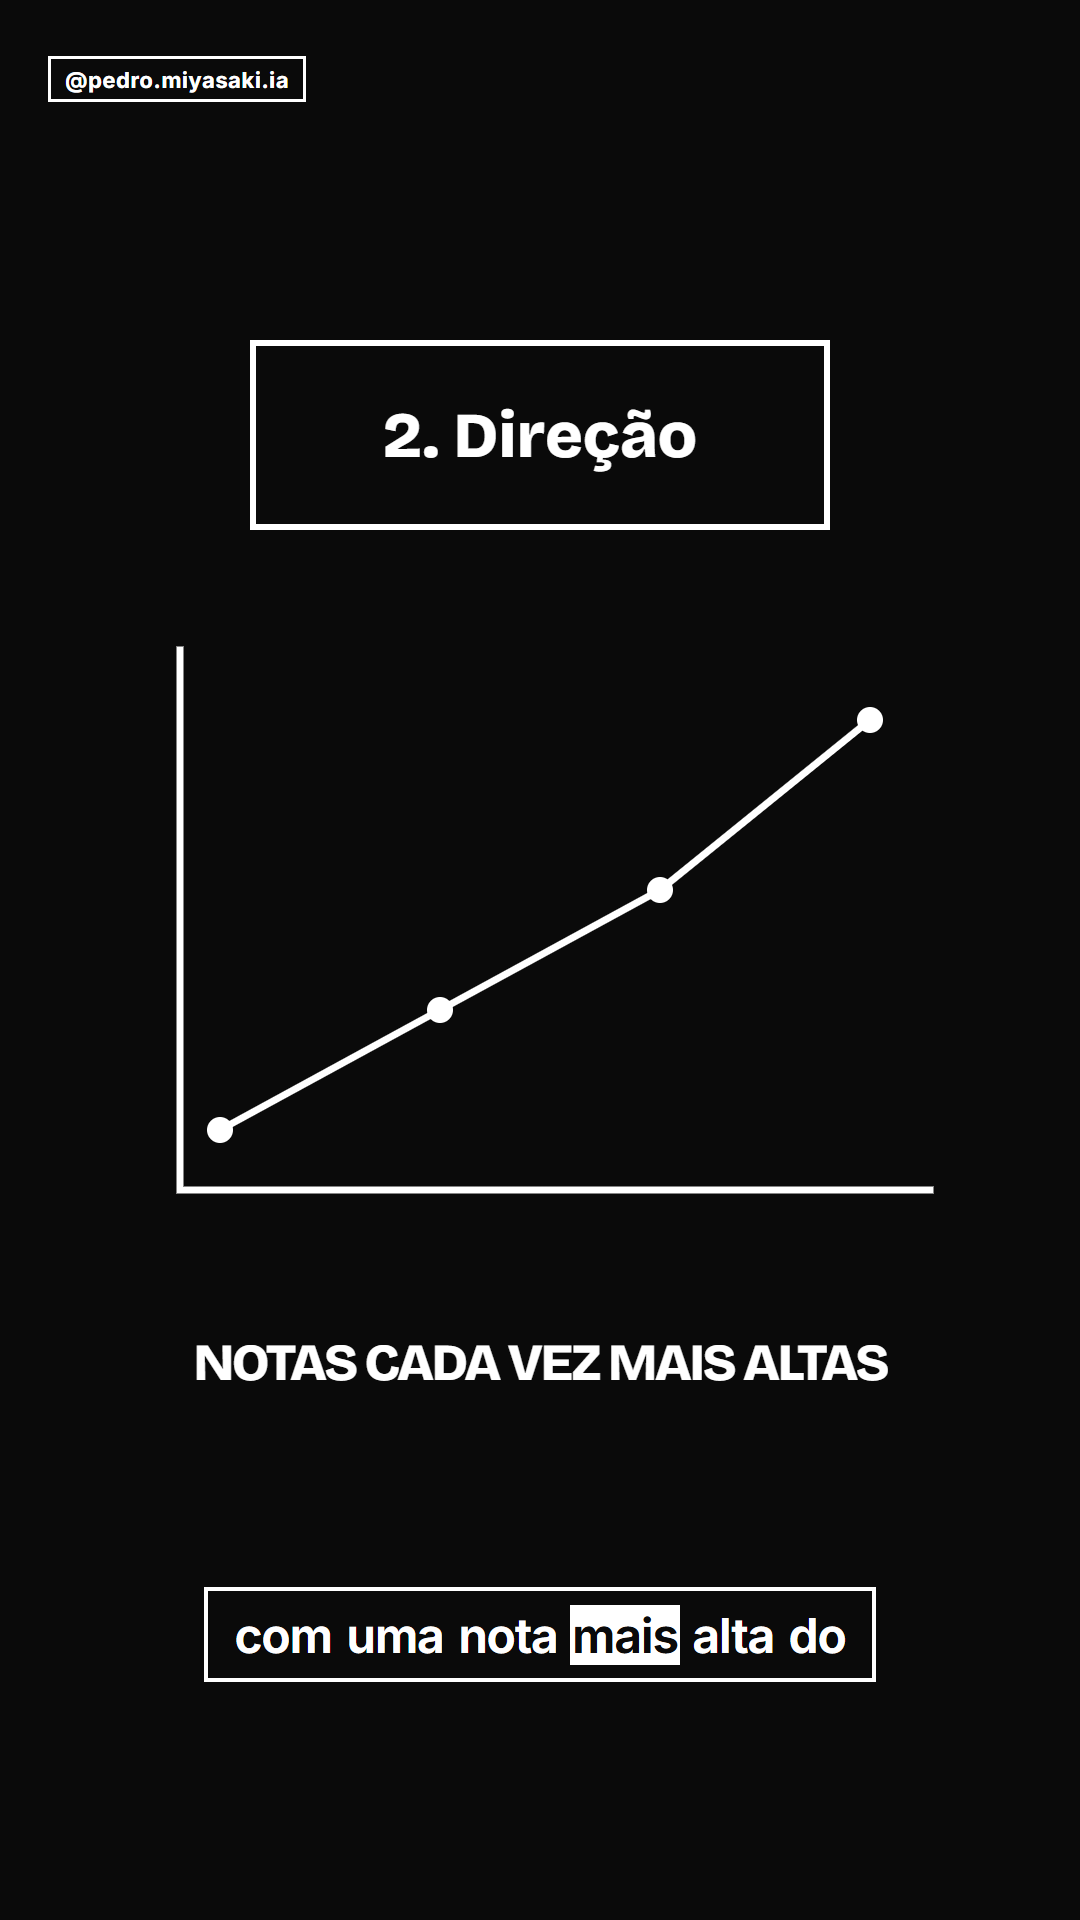 @pedro.miyasaki.ia
2. Direção
NOTAS CADA VEZ MAIS ALTAS
com uma nota mais alta do